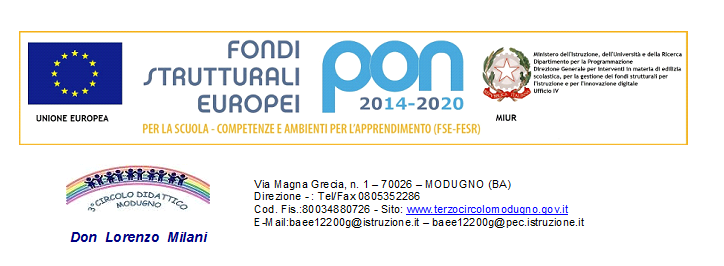 UNIONE EUROPEA
FONDI
STRUTTURALI
EUROPEI
pon
2014-2020
MIUR
Ministero dell'Istruzione, dell'Università e della Ricerca
Dipartimento per la Programmazione
Direzione Generale per interventi in materia di edilizia
scolastica, per la gestione dei fondi strutturali per
l'istruzione e per l'innovazione digitale
Ufficio IV
PER LA SCUOLA - COMPETENZE E AMBIENTI PER L'APPRENDIMENTO (FSE-FESR)
3° CIRCOLO DIDATTICO
MODUGNO
Don Lorenzo Milani
Via Magna Grecia, n. 1 – 70026 – MODUGNO (BA)
Direzione - : Tel/Fax 0805352286
Cod. Fis.:80034880726 - Sito: www.terzocircolomodugno.gov.it
E-Mail:baee12200g@istruzione.it – baee12200g@pec.istruzione.it